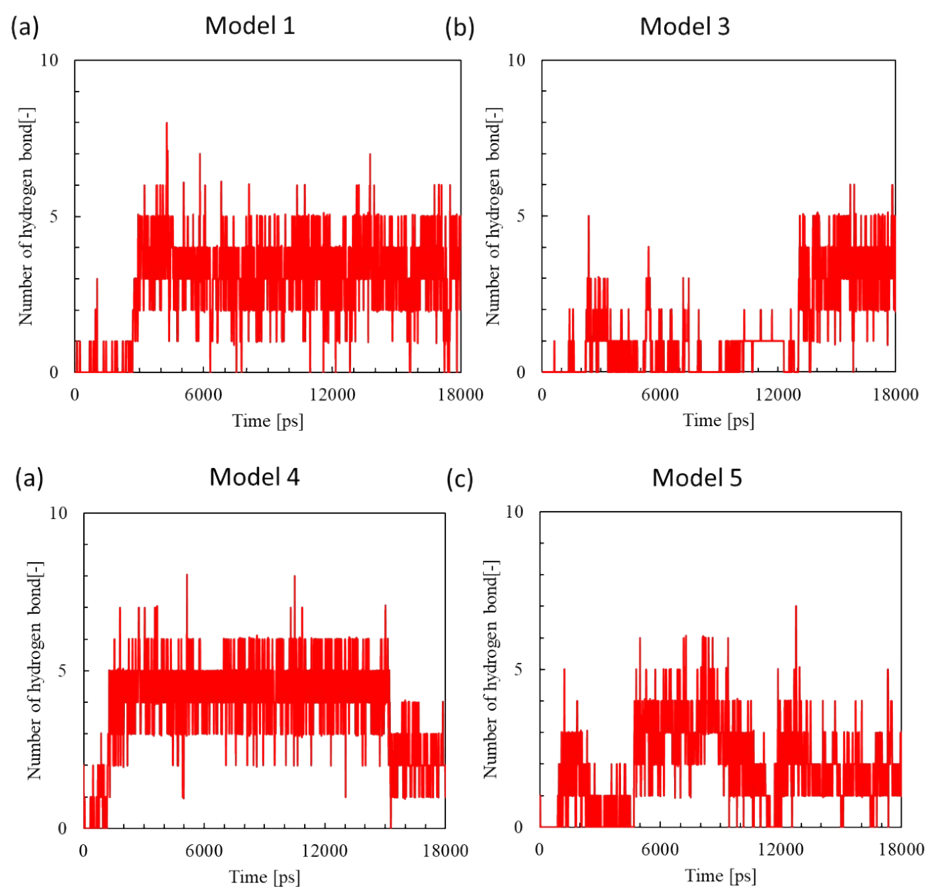 (a)
Model 1
Number of hydrogen bond[-]
10
5
0
0 6000 12000 18000
Time [ps]
(b)
Model 3
Number of hydrogen bond[-]
10
5
0
0 6000 12000 18000
Time [ps]
(a)
Model 4
Number of hydrogen bond[-]
10
5
0
0 6000 12000 18000
Time [ps]
(c)
Model 5
Number of hydrogen bond[-]
10
5
0
0 6000 12000 18000
Time [ps]